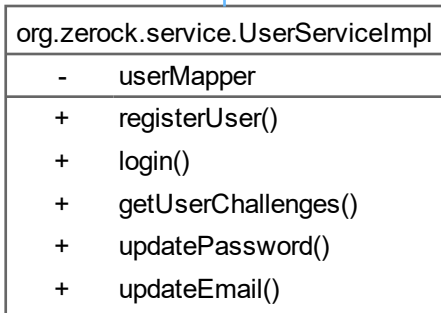 org.zerock.service.UserServiceImpl
- userMapper
+ registerUser()
+ login()
+ getUserChallenges()
+ updatePassword()
+ updateEmail()